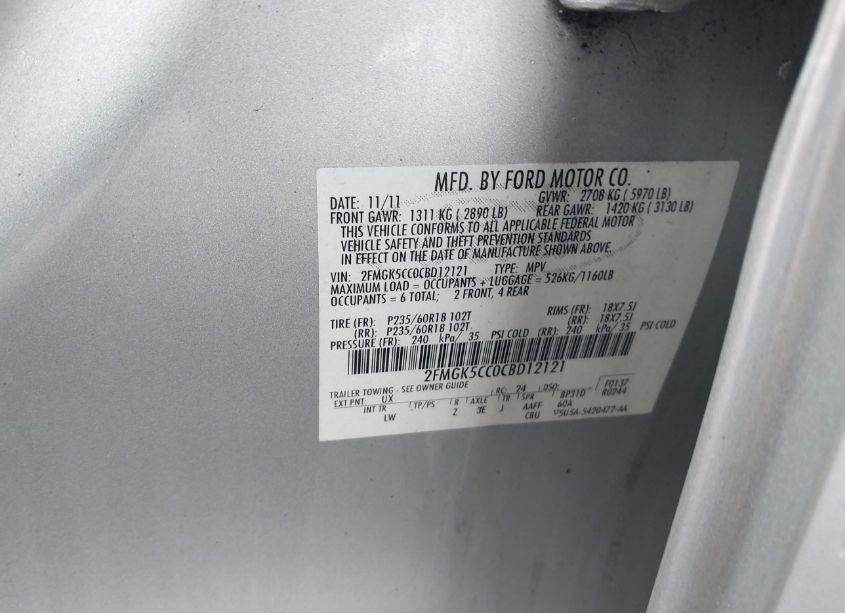 MFD. BY FORD MOTOR CO.
DATE: 11/11 GVWR: 2708 KG ( 5970 LB)
FRONT GAWR: 1311 KG ( 2890 LB) REAR GAWR: 1420 KG ( 3130 LB)
THIS VEHICLE CONFORMS TO ALL APPLICABLE FEDERAL MOTOR
VEHICLE SAFETY AND THEFT PREVENTION STANDARDS
IN EFFECT ON THE DATE OF MANUFACTURE SHOWN ABOVE.
VIN: 2FMGK5CC0CBD12121 TYPE: MPV
MAXIMUM LOAD = OCCUPANTS + LUGGAGE = 526KG/1160LB
OCCUPANTS = 6 TOTAL; 2 FRONT, 4 REAR
TIRE (FR): P235/60R18 102T RIMS (FR): 18X7.5J
(RR): P235/60R18 102T (RR): 18X7.5J
PRESSURE (FR): 240 kPa/ 35 PSI COLD (RR): 240 kPa/ 35 PSI COLD
2FMGK5CC0CBD12121
TRAILER TOWING - SEE OWNER GUIDE RC: 24 DSO: F0137
EXT PNT: UX BP310 R0244
INT TR TP/PS R AXLE TR SPR 60A
LW Z 3E J AAFF
CBU V5U5A-5420472-AA